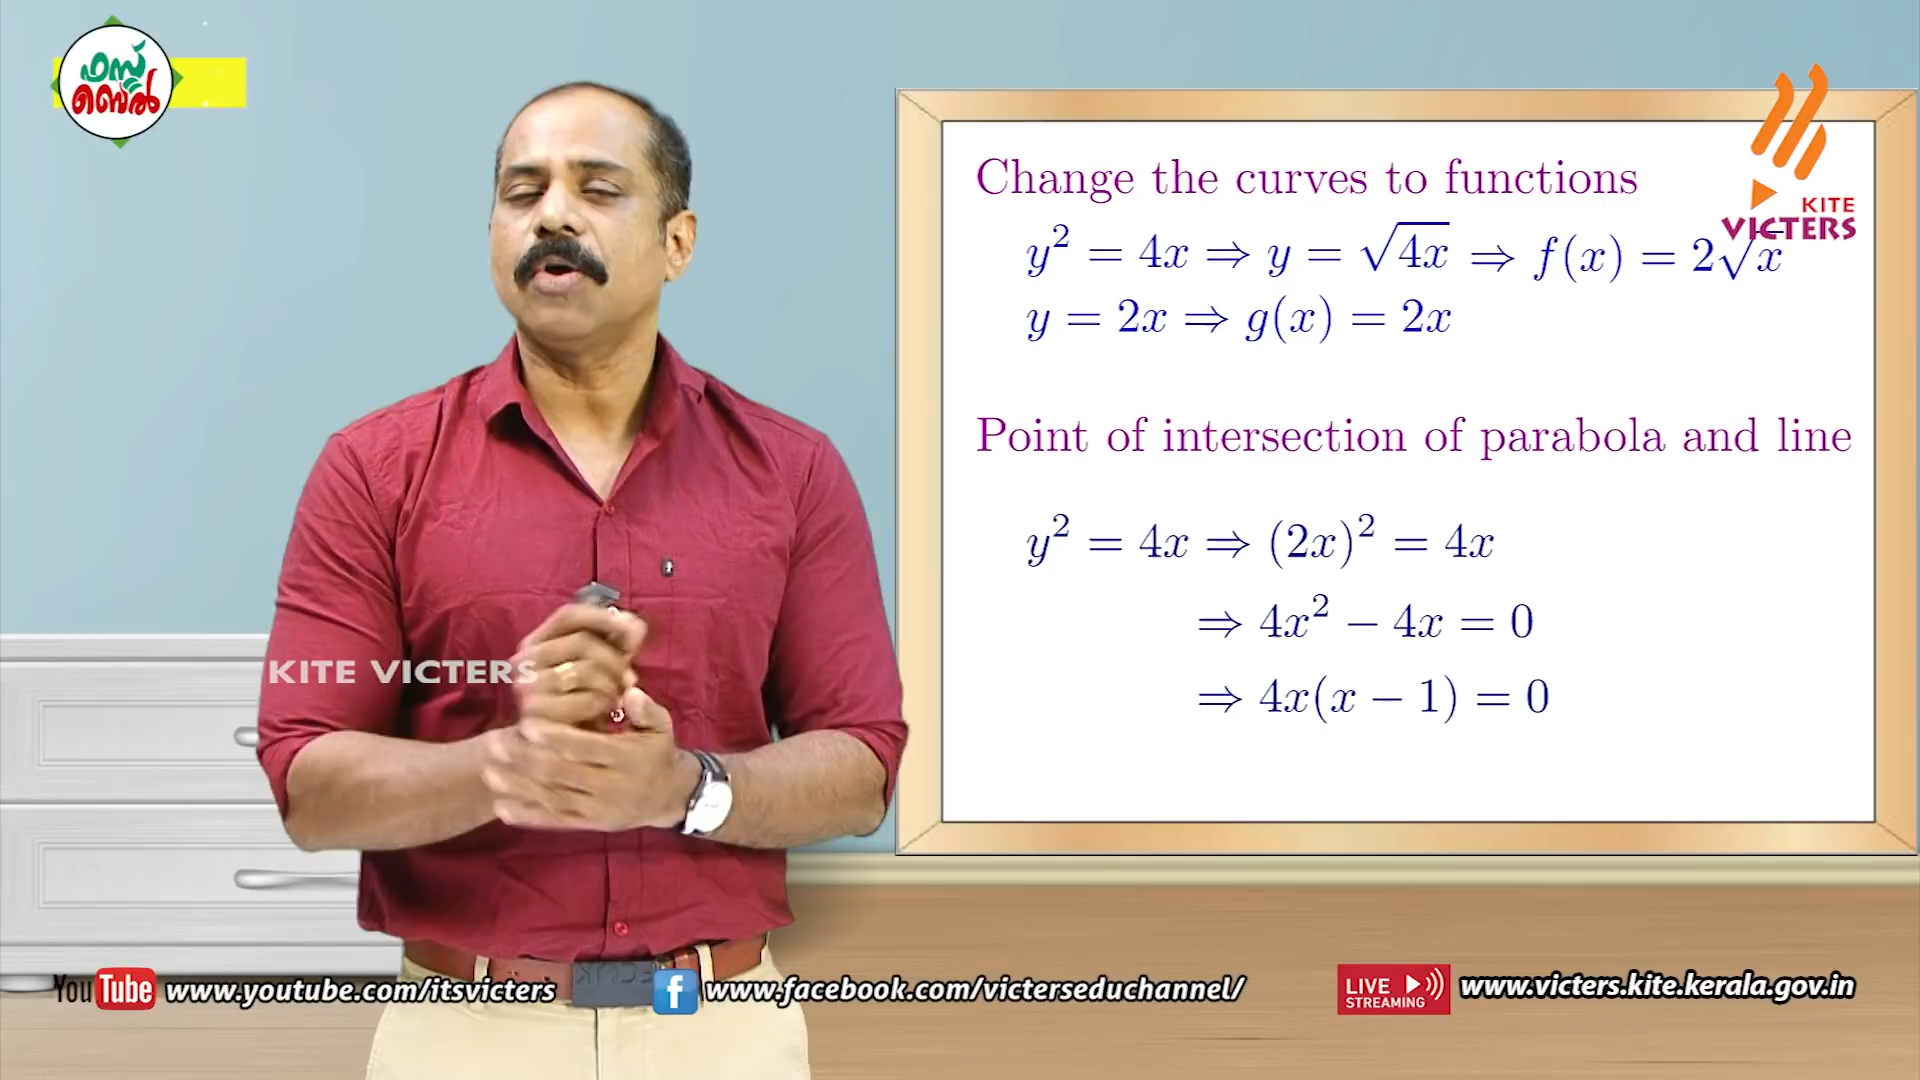 ഫസ്റ്റ്
ബെൽ
KITE
VICTERS
Change the curves to functions
y² = 4x ⇒ y = √4x ⇒ f(x) = 2√x
y = 2x ⇒ g(x) = 2x
Point of intersection of parabola and line
y² = 4x ⇒ (2x)² = 4x
⇒ 4x² − 4x = 0
⇒ 4x(x − 1) = 0
KITE VICTERS
YouTube www.youtube.com/itsvicters
f www.facebook.com/victerseduchannel/
LIVE STREAMING www.victers.kite.kerala.gov.in